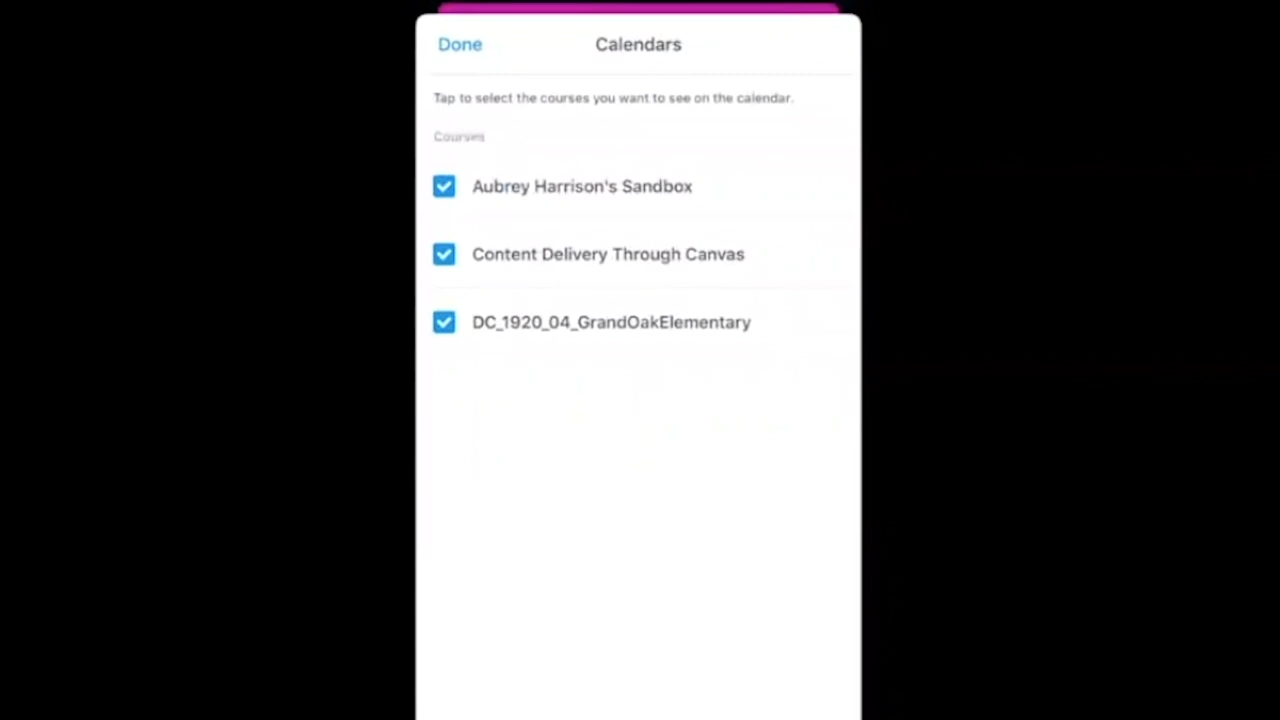 Done Calendars
Tap to select the courses you want to see on the calendar.
Courses
Aubrey Harrison's Sandbox
Content Delivery Through Canvas
DC_1920_04_GrandOakElementary